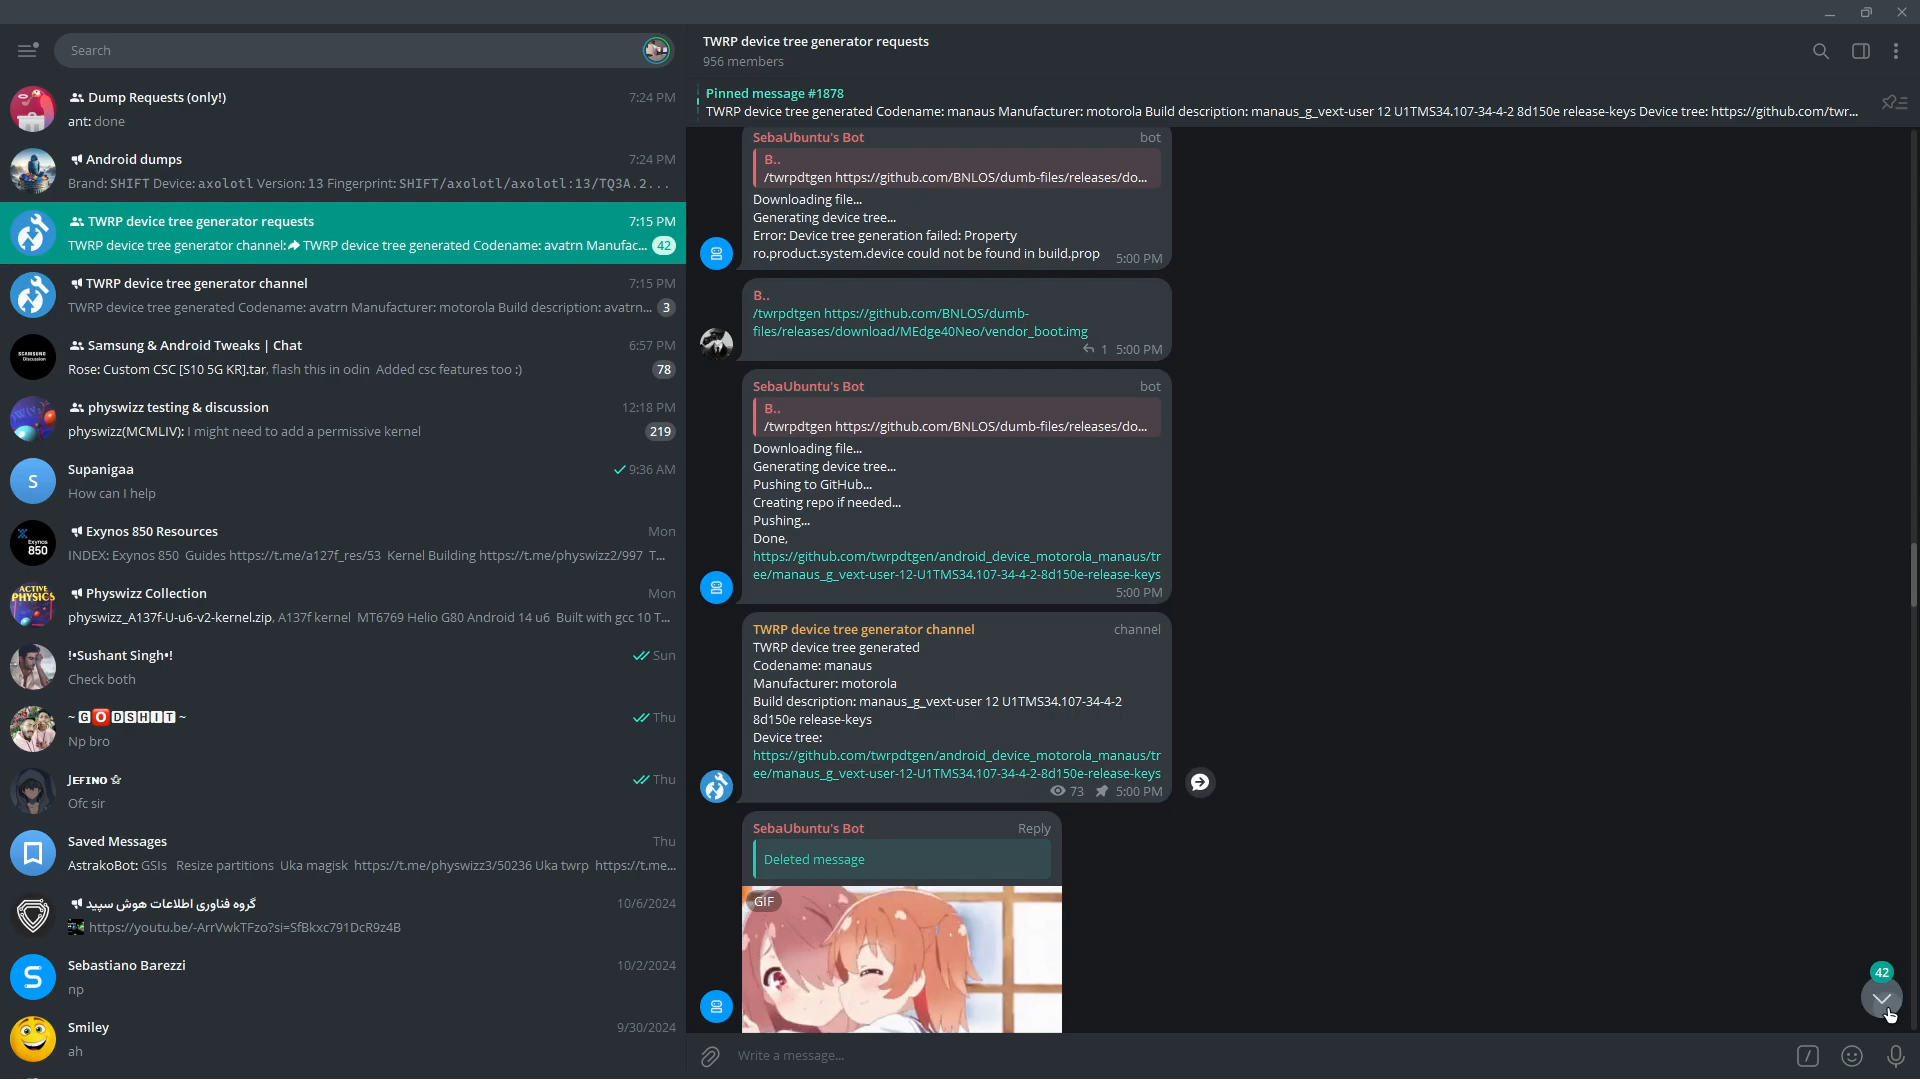 Search
Dump Requests (only!)
7:24 PM
ant: done
Android dumps
7:24 PM
Brand: SHIFT Device: axolotl Version: 13 Fingerprint: SHIFT/axolotl/axolotl:13/TQ3A.2...
TWRP device tree generator requests
7:15 PM
TWRP device tree generator channel: TWRP device tree generated Codename: avatrn Manufac...
42
TWRP device tree generator channel
7:15 PM
TWRP device tree generated Codename: avatrn Manufacturer: motorola Build description: avatrn...
3
SCAMSUNG
Discussion
Samsung & Android Tweaks | Chat
6:57 PM
Rose: Custom CSC [S10 5G KR].tar, flash this in odin Added csc features too :)
78
physwizz testing & discussion
12:18 PM
physwizz(MCMLIV): I might need to add a permissive kernel
219
S
Supanigaa
9:36 AM
How can I help
Exynos
850
Exynos 850 Resources
Mon
INDEX: Exynos 850 Guides https://t.me/a127f_res/53 Kernel Building https://t.me/physwizz2/997 T...
ACTIVE
PHYSICS
Physwizz Collection
Mon
physwizz_A137f-U-u6-v2-kernel.zip, A137f kernel MT6769 Helio G80 Android 14 u6 Built with gcc 10 T...
!•Sushant Singh•!
Sun
Check both
~ 🅶🅾️🅳🆂🅷🅸🆃 ~
Thu
Np bro
Jᴇғɪɴᴏ ✩
Thu
Ofc sir
Saved Messages
Thu
AstrakoBot: GSIs Resize partitions Uka magisk https://t.me/physwizz3/50236 Uka twrp https://t.me...
گروه فناوری اطلاعات هوش سپید
10/6/2024
https://youtu.be/-ArrVwkTFzo?si=SfBkxc791DcR9z4B
S
Sebastiano Barezzi
10/2/2024
np
Smiley
9/30/2024
ah
TWRP device tree generator requests
956 members
Pinned message #1878
TWRP device tree generated Codename: manaus Manufacturer: motorola Build description: manaus_g_vext-user 12 U1TMS34.107-34-4-2 8d150e release-keys Device tree: https://github.com/twr...
SebaUbuntu's Bot
bot
B..
/twrpdtgen https://github.com/BNLOS/dumb-files/releases/do...
Downloading file...
Generating device tree...
Error: Device tree generation failed: Property
ro.product.system.device could not be found in build.prop
5:00 PM
B..
/twrpdtgen https://github.com/BNLOS/dumb-
files/releases/download/MEdge40Neo/vendor_boot.img
1 5:00 PM
SebaUbuntu's Bot
bot
B..
/twrpdtgen https://github.com/BNLOS/dumb-files/releases/do...
Downloading file...
Generating device tree...
Pushing to GitHub...
Creating repo if needed...
Pushing...
Done,
https://github.com/twrpdtgen/android_device_motorola_manaus/tr
ee/manaus_g_vext-user-12-U1TMS34.107-34-4-2-8d150e-release-keys
5:00 PM
TWRP device tree generator channel
channel
TWRP device tree generated
Codename: manaus
Manufacturer: motorola
Build description: manaus_g_vext-user 12 U1TMS34.107-34-4-2
8d150e release-keys
Device tree:
https://github.com/twrpdtgen/android_device_motorola_manaus/tr
ee/manaus_g_vext-user-12-U1TMS34.107-34-4-2-8d150e-release-keys
73 5:00 PM
SebaUbuntu's Bot
Reply
Deleted message
GIF
42
Write a message...